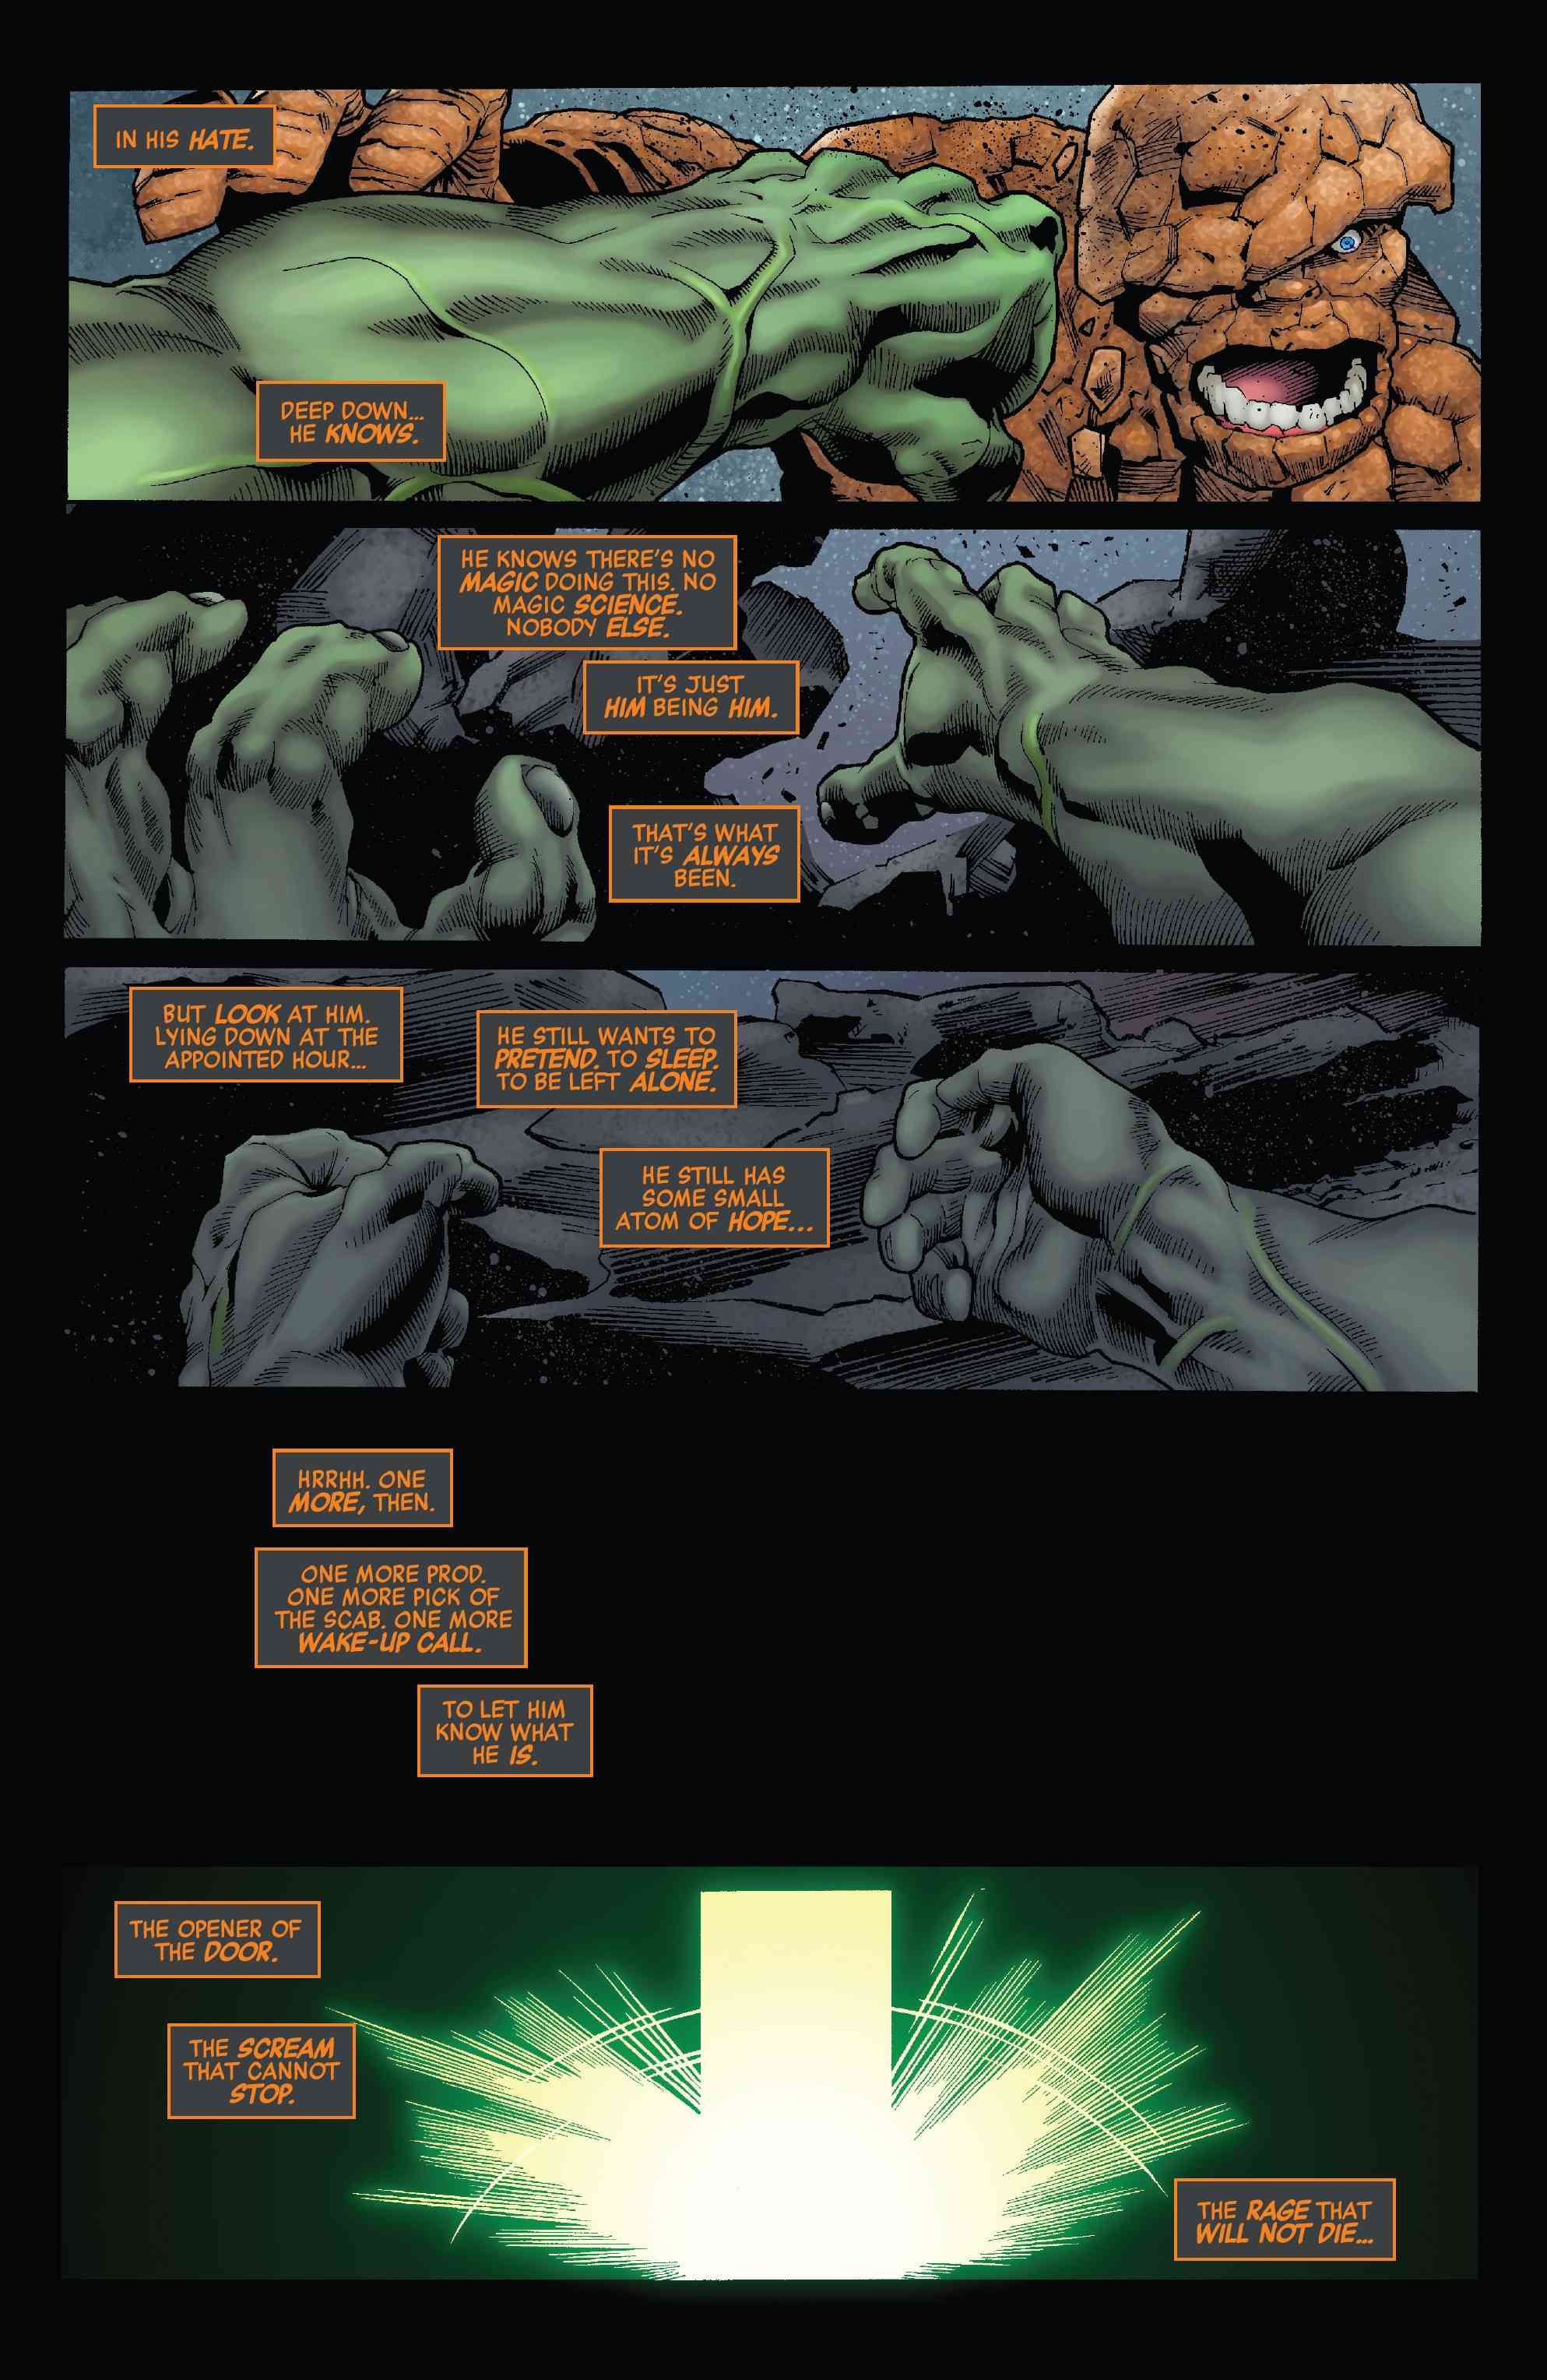 IN HIS HATE.
DEEP DOWN...
HE KNOWS.
HE KNOWS THERE'S NO
MAGIC DOING THIS. NO
MAGIC SCIENCE.
NOBODY ELSE.
IT'S JUST
HIM BEING HIM.
THAT'S WHAT
IT'S ALWAYS
BEEN.
BUT LOOK AT HIM.
LYING DOWN AT THE
APPOINTED HOUR...
HE STILL WANTS TO
PRETEND. TO SLEEP.
TO BE LEFT ALONE.
HE STILL HAS
SOME SMALL
ATOM OF HOPE...
HRRHH. ONE
MORE, THEN.
ONE MORE PROD.
ONE MORE PICK OF
THE SCAB. ONE MORE
WAKE-UP CALL.
TO LET HIM
KNOW WHAT
HE IS.
THE OPENER OF
THE DOOR.
THE SCREAM
THAT CANNOT
STOP.
THE RAGE THAT
WILL NOT DIE...